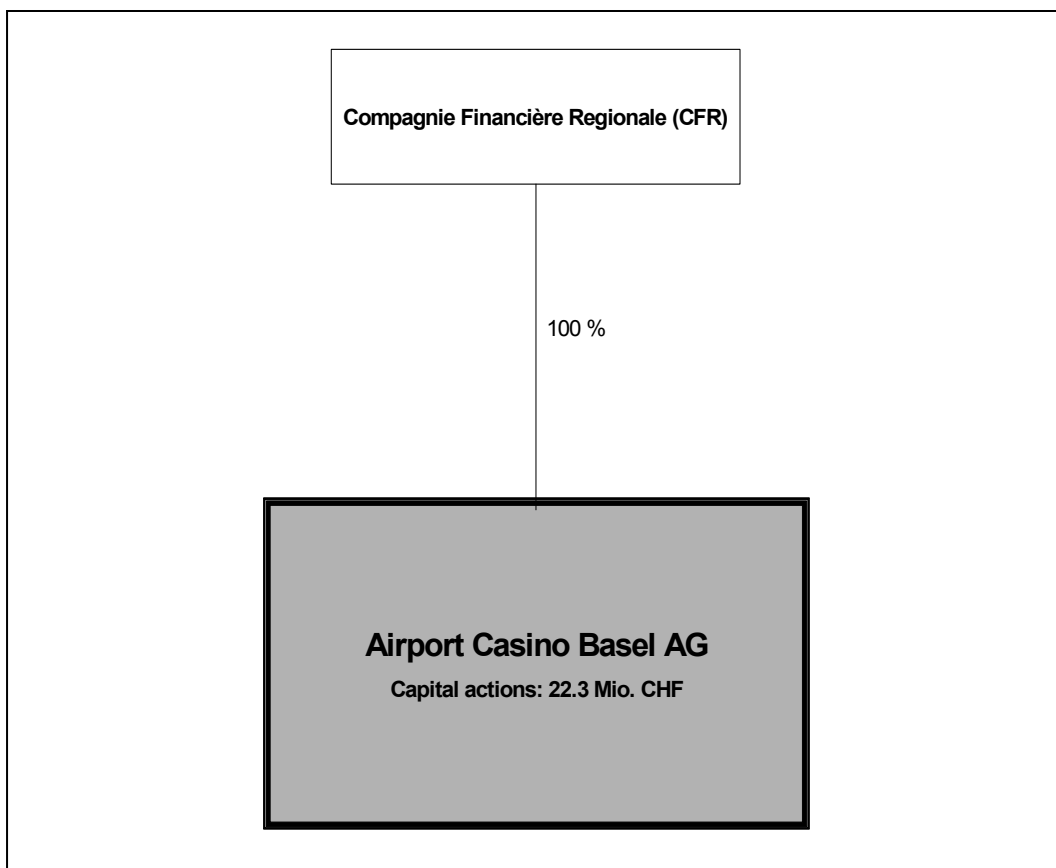 Compagnie Financière Regionale (CFR)
100 %
Airport Casino Basel AG
Capital actions: 22.3 Mio. CHF